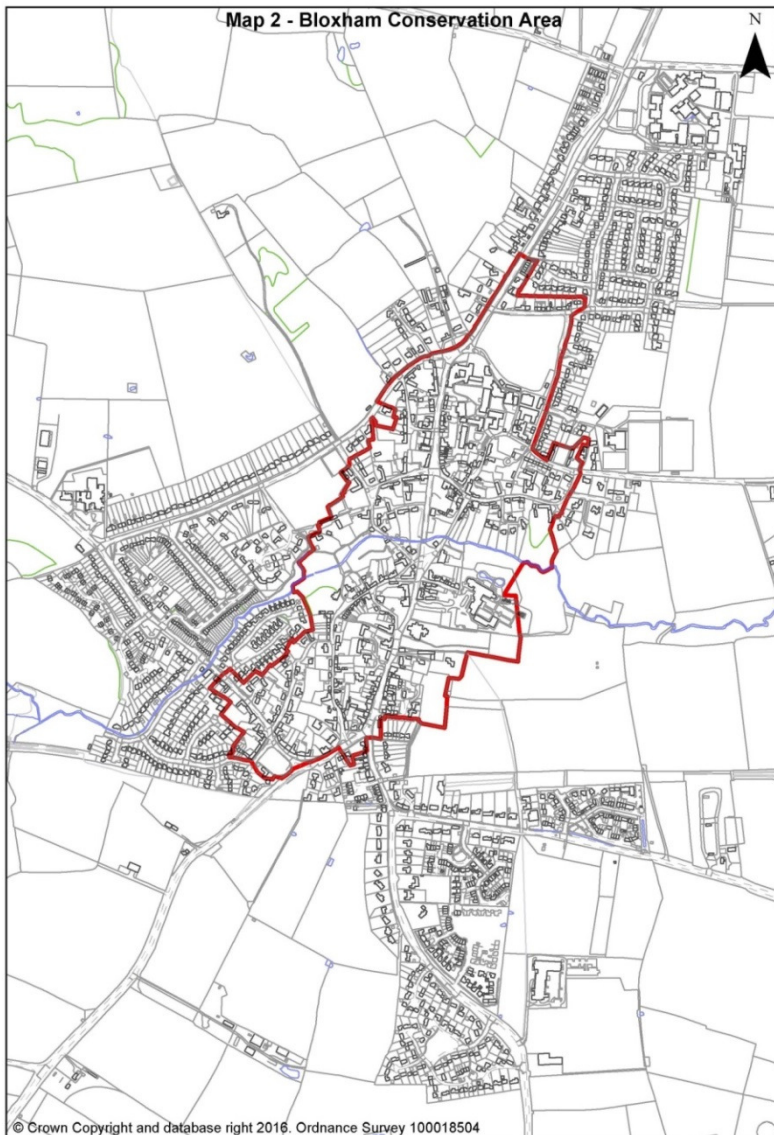 Map 2 - Bloxham Conservation Area
N
© Crown Copyright and database right 2016. Ordnance Survey 100018504